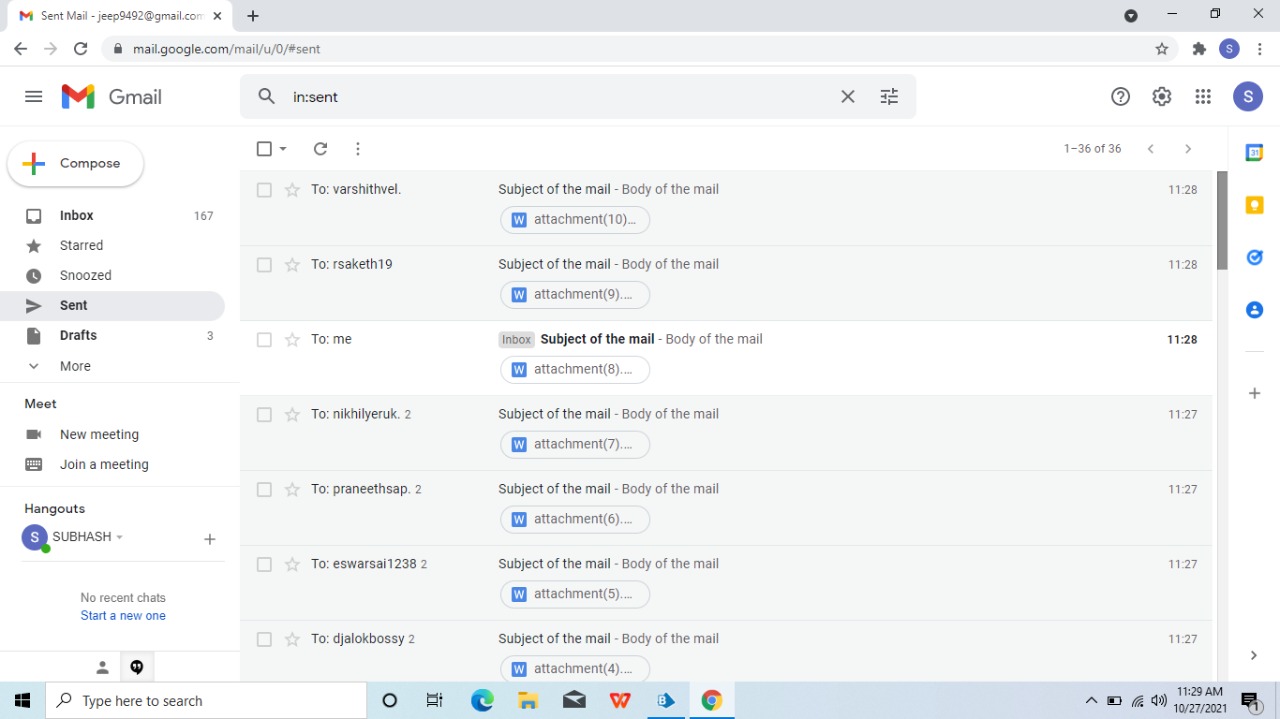 Sent Mail - jeep9492@gmail.com
mail.google.com/mail/u/0/#sent
S
Gmail
in:sent
S
Compose
1–36 of 36
31
Inbox 167
Starred
Snoozed
Sent
Drafts 3
More
Meet
New meeting
Join a meeting
Hangouts
S SUBHASH
No recent chats
Start a new one
To: varshithvel. Subject of the mail - Body of the mail 11:28
W attachment(10)...
To: rsaketh19 Subject of the mail - Body of the mail 11:28
W attachment(9)....
To: me Inbox Subject of the mail - Body of the mail 11:28
W attachment(8)....
To: nikhilyeruk. 2 Subject of the mail - Body of the mail 11:27
W attachment(7)....
To: praneethsap. 2 Subject of the mail - Body of the mail 11:27
W attachment(6)....
To: eswarsai1238 2 Subject of the mail - Body of the mail 11:27
W attachment(5)....
To: djalokbossy 2 Subject of the mail - Body of the mail 11:27
W attachment(4)....
Type here to search
11:29 AM
10/27/2021
1